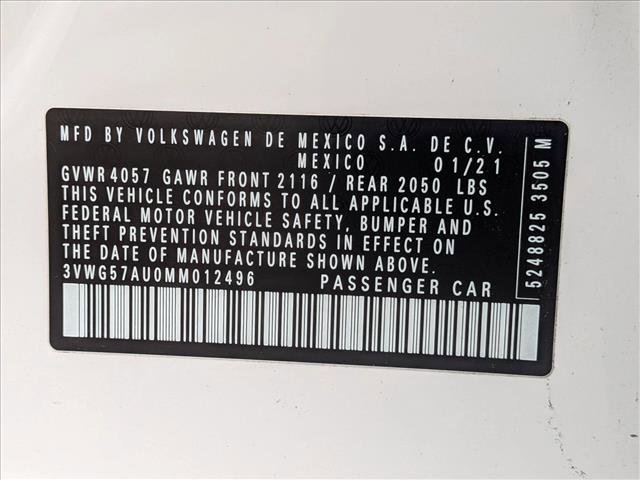 MFD BY VOLKSWAGEN DE MEXICO S.A. DE C.V.
MEXICO 01/21
GVWR 4057 GAWR FRONT 2116 / REAR 2050 LBS
THIS VEHICLE CONFORMS TO ALL APPLICABLE U.S.
FEDERAL MOTOR VEHICLE SAFETY, BUMPER AND
THEFT PREVENTION STANDARDS IN EFFECT ON
THE DATE OF MANUFACTURE SHOWN ABOVE.
3VWG57AU0MM012496 PASSENGER CAR
5248825 3505 M